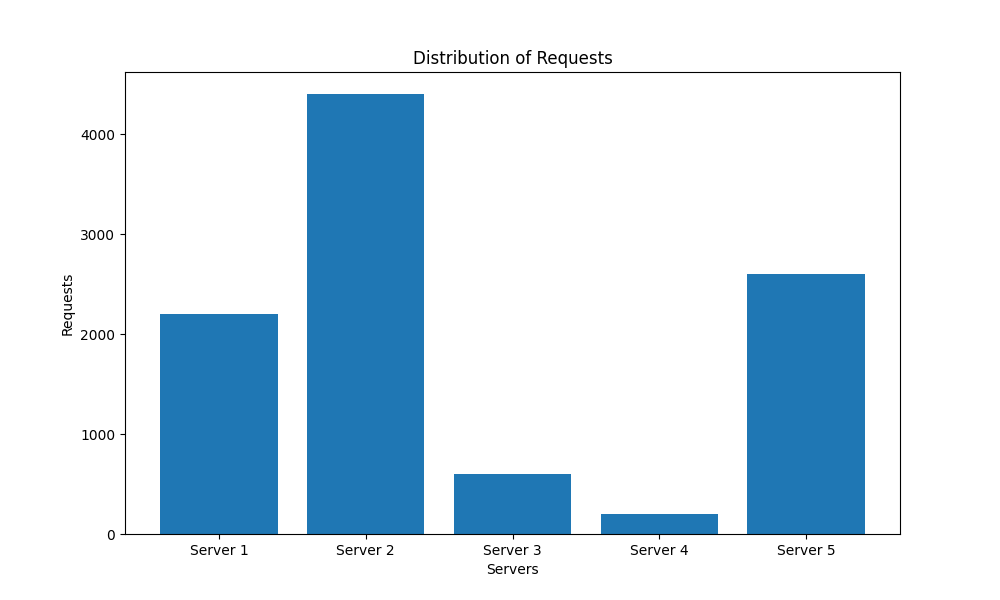 Distribution of Requests
Requests
4000
3000
2000
1000
0
Server 1 Server 2 Server 3 Server 4 Server 5
Servers